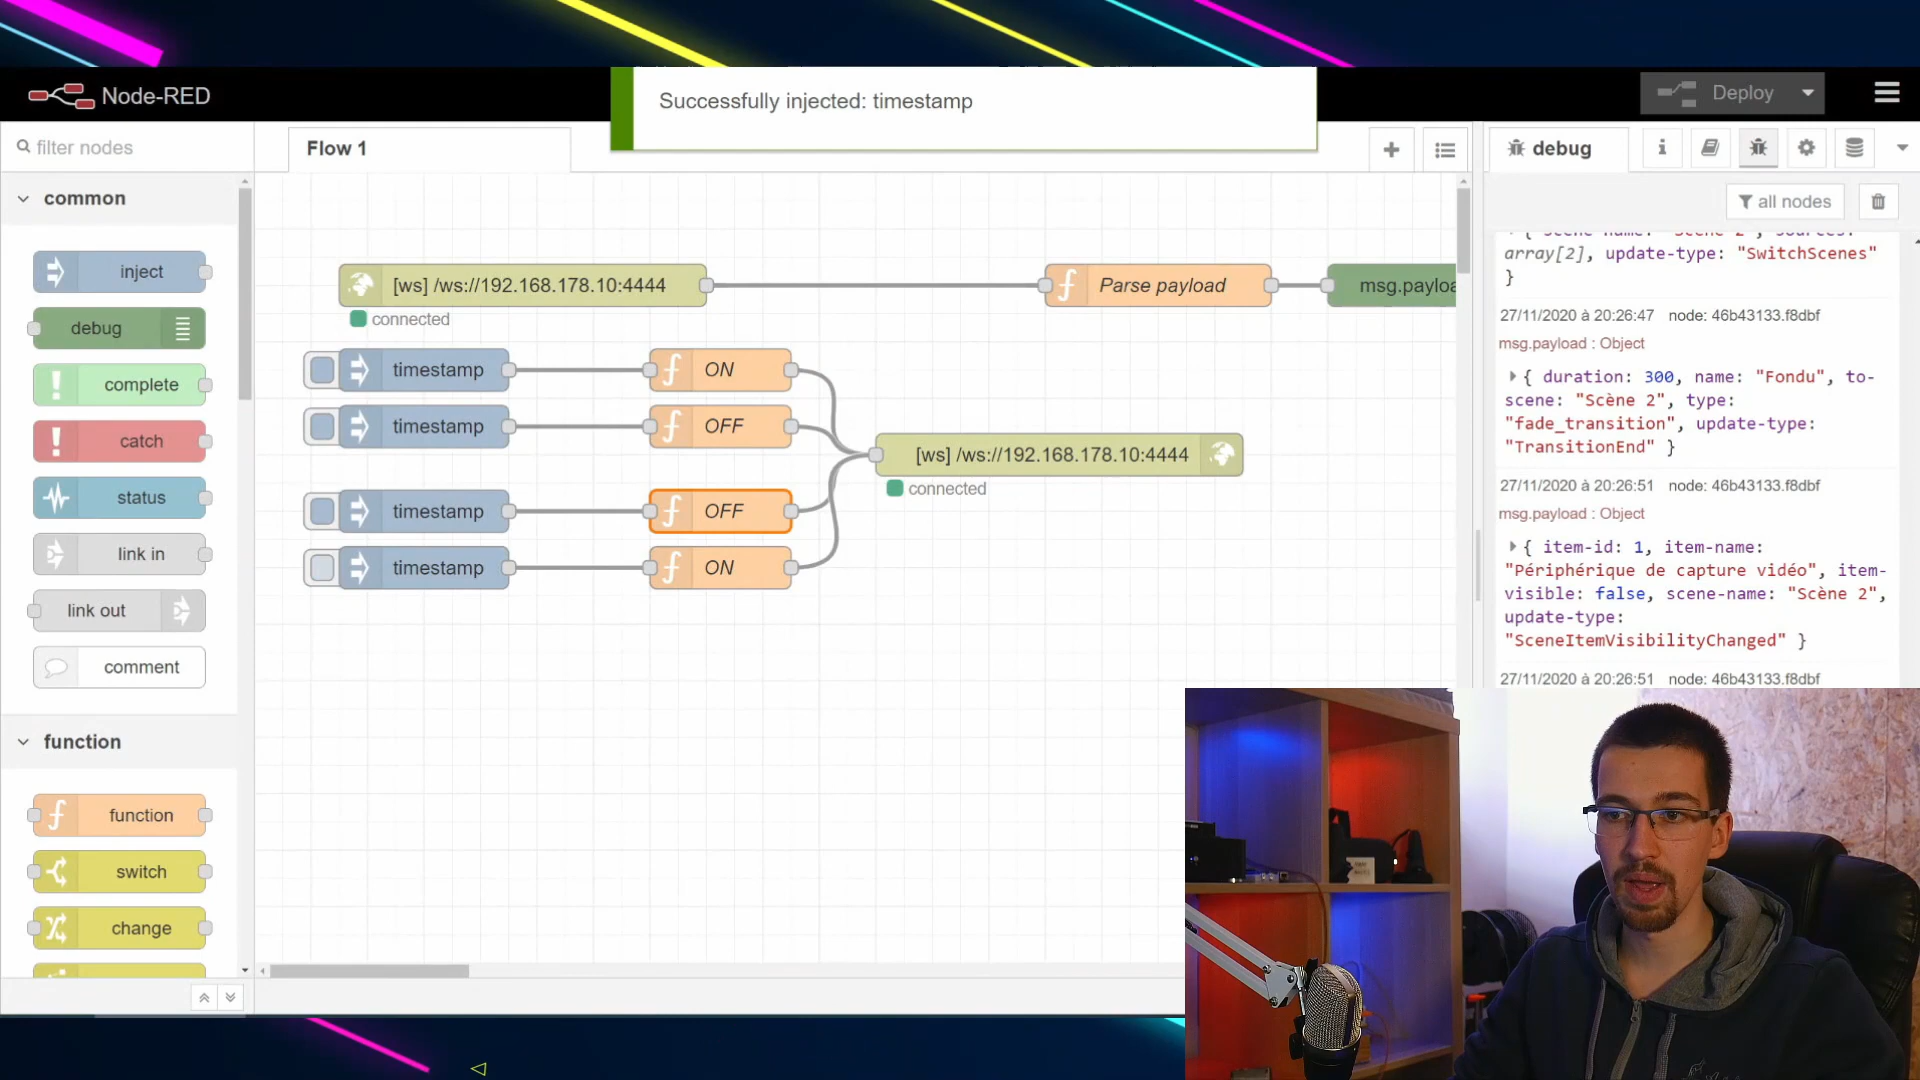 Node-RED
Successfully injected: timestamp
Deploy
filter nodes
Flow 1
debug
i
all nodes
common
inject
debug
complete
catch
status
link in
link out
comment
function
function
switch
change
[ws] /ws://192.168.178.10:4444
connected
Parse payload
msg.payloa
timestamp
ON
timestamp
OFF
[ws] /ws://192.168.178.10:4444
connected
timestamp
OFF
timestamp
ON
array[2], update-type: "SwitchScenes"
}
27/11/2020 à 20:26:47 node: 46b43133.f8dbf
msg.payload : Object
{ duration: 300, name: "Fondu", to-
scene: "Scène 2", type:
"fade_transition", update-type:
"TransitionEnd" }
27/11/2020 à 20:26:51 node: 46b43133.f8dbf
msg.payload : Object
{ item-id: 1, item-name:
"Périphérique de capture vidéo", item-
visible: false, scene-name: "Scène 2",
update-type:
"SceneItemVisibilityChanged" }
27/11/2020 à 20:26:51 node: 46b43133.f8dbf